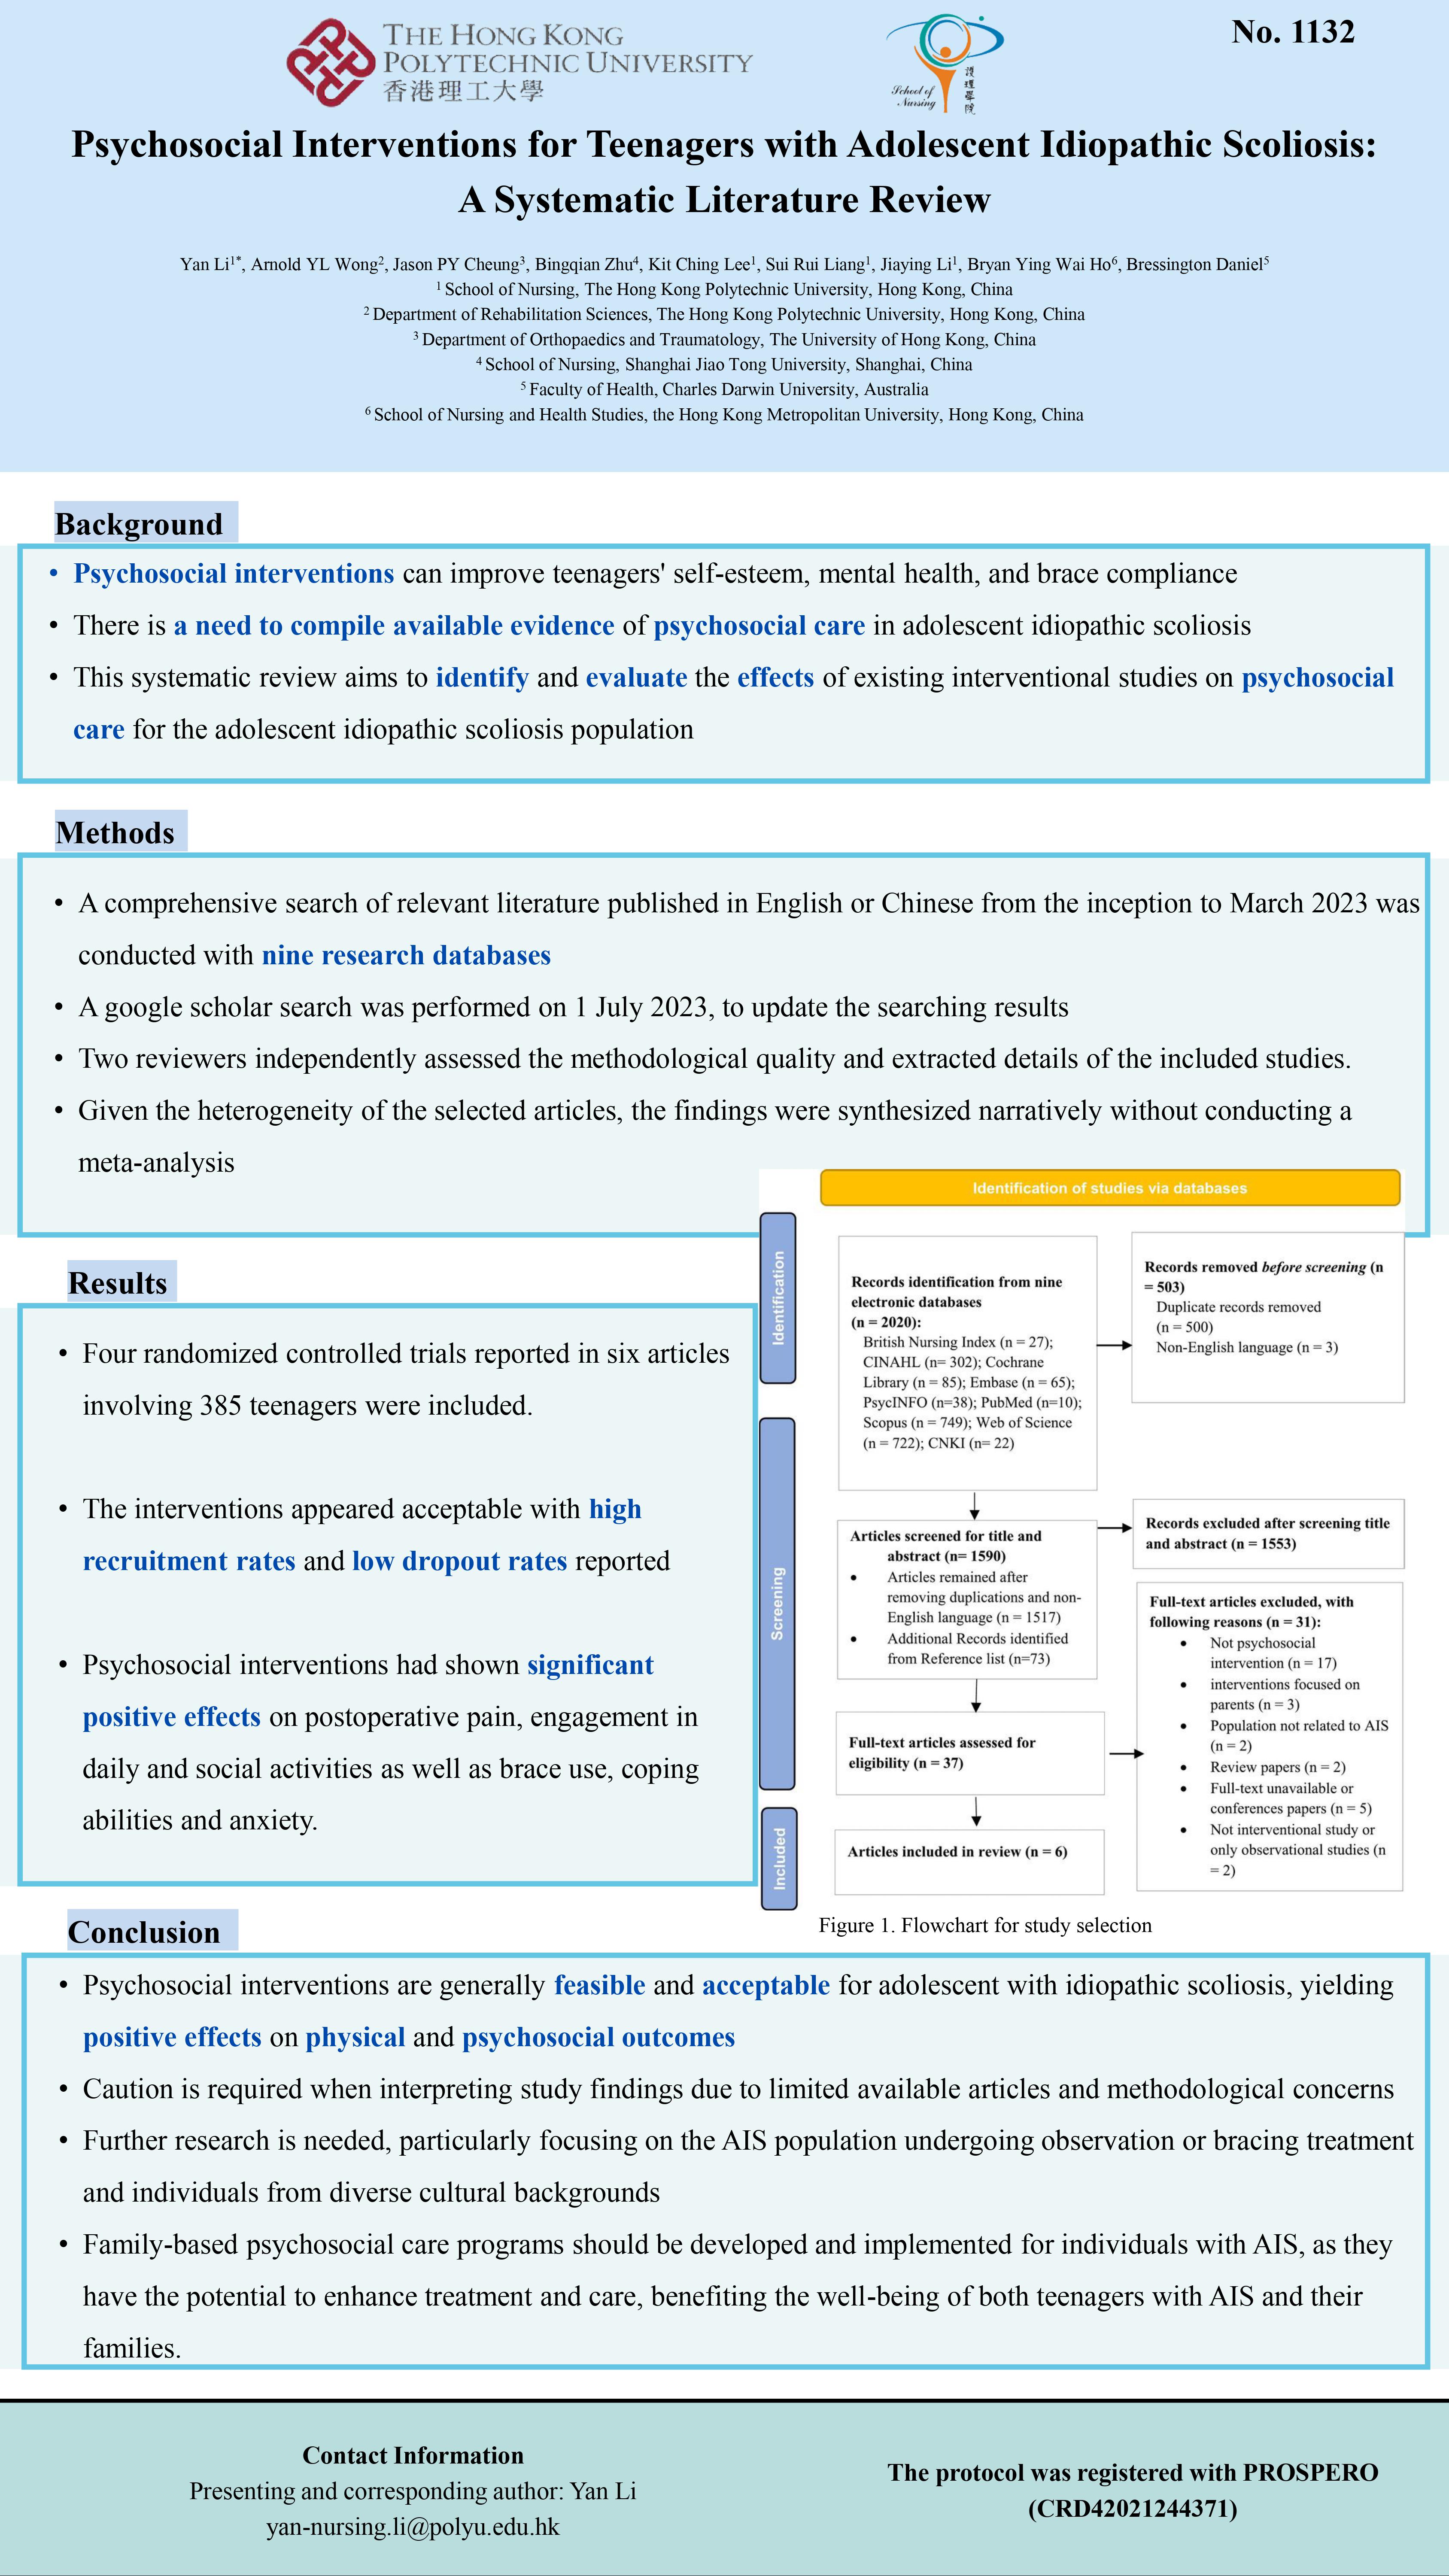 THE HONG KONG
POLYTECHNIC UNIVERSITY
香港理工大學
School of
Nursing
護理學院
No. 1132
Psychosocial Interventions for Teenagers with Adolescent Idiopathic Scoliosis:
A Systematic Literature Review
Yan Li1*, Arnold YL Wong2, Jason PY Cheung3, Bingqian Zhu4, Kit Ching Lee1, Sui Rui Liang1, Jiaying Li1, Bryan Ying Wai Ho6, Bressington Daniel5
1 School of Nursing, The Hong Kong Polytechnic University, Hong Kong, China
2 Department of Rehabilitation Sciences, The Hong Kong Polytechnic University, Hong Kong, China
3 Department of Orthopaedics and Traumatology, The University of Hong Kong, China
4 School of Nursing, Shanghai Jiao Tong University, Shanghai, China
5 Faculty of Health, Charles Darwin University, Australia
6 School of Nursing and Health Studies, the Hong Kong Metropolitan University, Hong Kong, China
Background
• Psychosocial interventions can improve teenagers' self-esteem, mental health, and brace compliance
• There is a need to compile available evidence of psychosocial care in adolescent idiopathic scoliosis
• This systematic review aims to identify and evaluate the effects of existing interventional studies on psychosocial
care for the adolescent idiopathic scoliosis population
Methods
• A comprehensive search of relevant literature published in English or Chinese from the inception to March 2023 was
conducted with nine research databases
• A google scholar search was performed on 1 July 2023, to update the searching results
• Two reviewers independently assessed the methodological quality and extracted details of the included studies.
• Given the heterogeneity of the selected articles, the findings were synthesized narratively without conducting a
meta-analysis
Results
• Four randomized controlled trials reported in six articles
involving 385 teenagers were included.
• The interventions appeared acceptable with high
recruitment rates and low dropout rates reported
• Psychosocial interventions had shown significant
positive effects on postoperative pain, engagement in
daily and social activities as well as brace use, coping
abilities and anxiety.
Identification of studies via databases
Identification
Records identification from nine
electronic databases
(n = 2020):
British Nursing Index (n = 27);
CINAHL (n= 302); Cochrane
Library (n = 85); Embase (n = 65);
PsycINFO (n=38); PubMed (n=10);
Scopus (n = 749); Web of Science
(n = 722); CNKI (n= 22)
Records removed before screening (n
= 503)
Duplicate records removed
(n = 500)
Non-English language (n = 3)
Screening
Articles screened for title and
abstract (n= 1590)
• Articles remained after
removing duplications and non-
English language (n = 1517)
• Additional Records identified
from Reference list (n=73)
Records excluded after screening title
and abstract (n = 1553)
Full-text articles assessed for
eligibility (n = 37)
Full-text articles excluded, with
following reasons (n = 31):
• Not psychosocial
intervention (n = 17)
• interventions focused on
parents (n = 3)
• Population not related to AIS
(n = 2)
• Review papers (n = 2)
• Full-text unavailable or
conferences papers (n = 5)
• Not interventional study or
only observational studies (n
= 2)
Included
Articles included in review (n = 6)
Figure 1. Flowchart for study selection
Conclusion
• Psychosocial interventions are generally feasible and acceptable for adolescent with idiopathic scoliosis, yielding
positive effects on physical and psychosocial outcomes
• Caution is required when interpreting study findings due to limited available articles and methodological concerns
• Further research is needed, particularly focusing on the AIS population undergoing observation or bracing treatment
and individuals from diverse cultural backgrounds
• Family-based psychosocial care programs should be developed and implemented for individuals with AIS, as they
have the potential to enhance treatment and care, benefiting the well-being of both teenagers with AIS and their
families.
Contact Information
Presenting and corresponding author: Yan Li
yan-nursing.li@polyu.edu.hk
The protocol was registered with PROSPERO
(CRD42021244371)